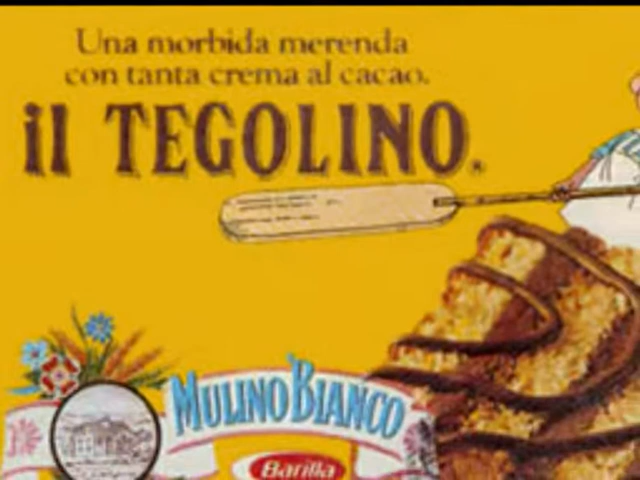 Una morbida merenda
con tanta crema al cacao.
il TEGOLINO.
MULINO BIANCO
Barilla